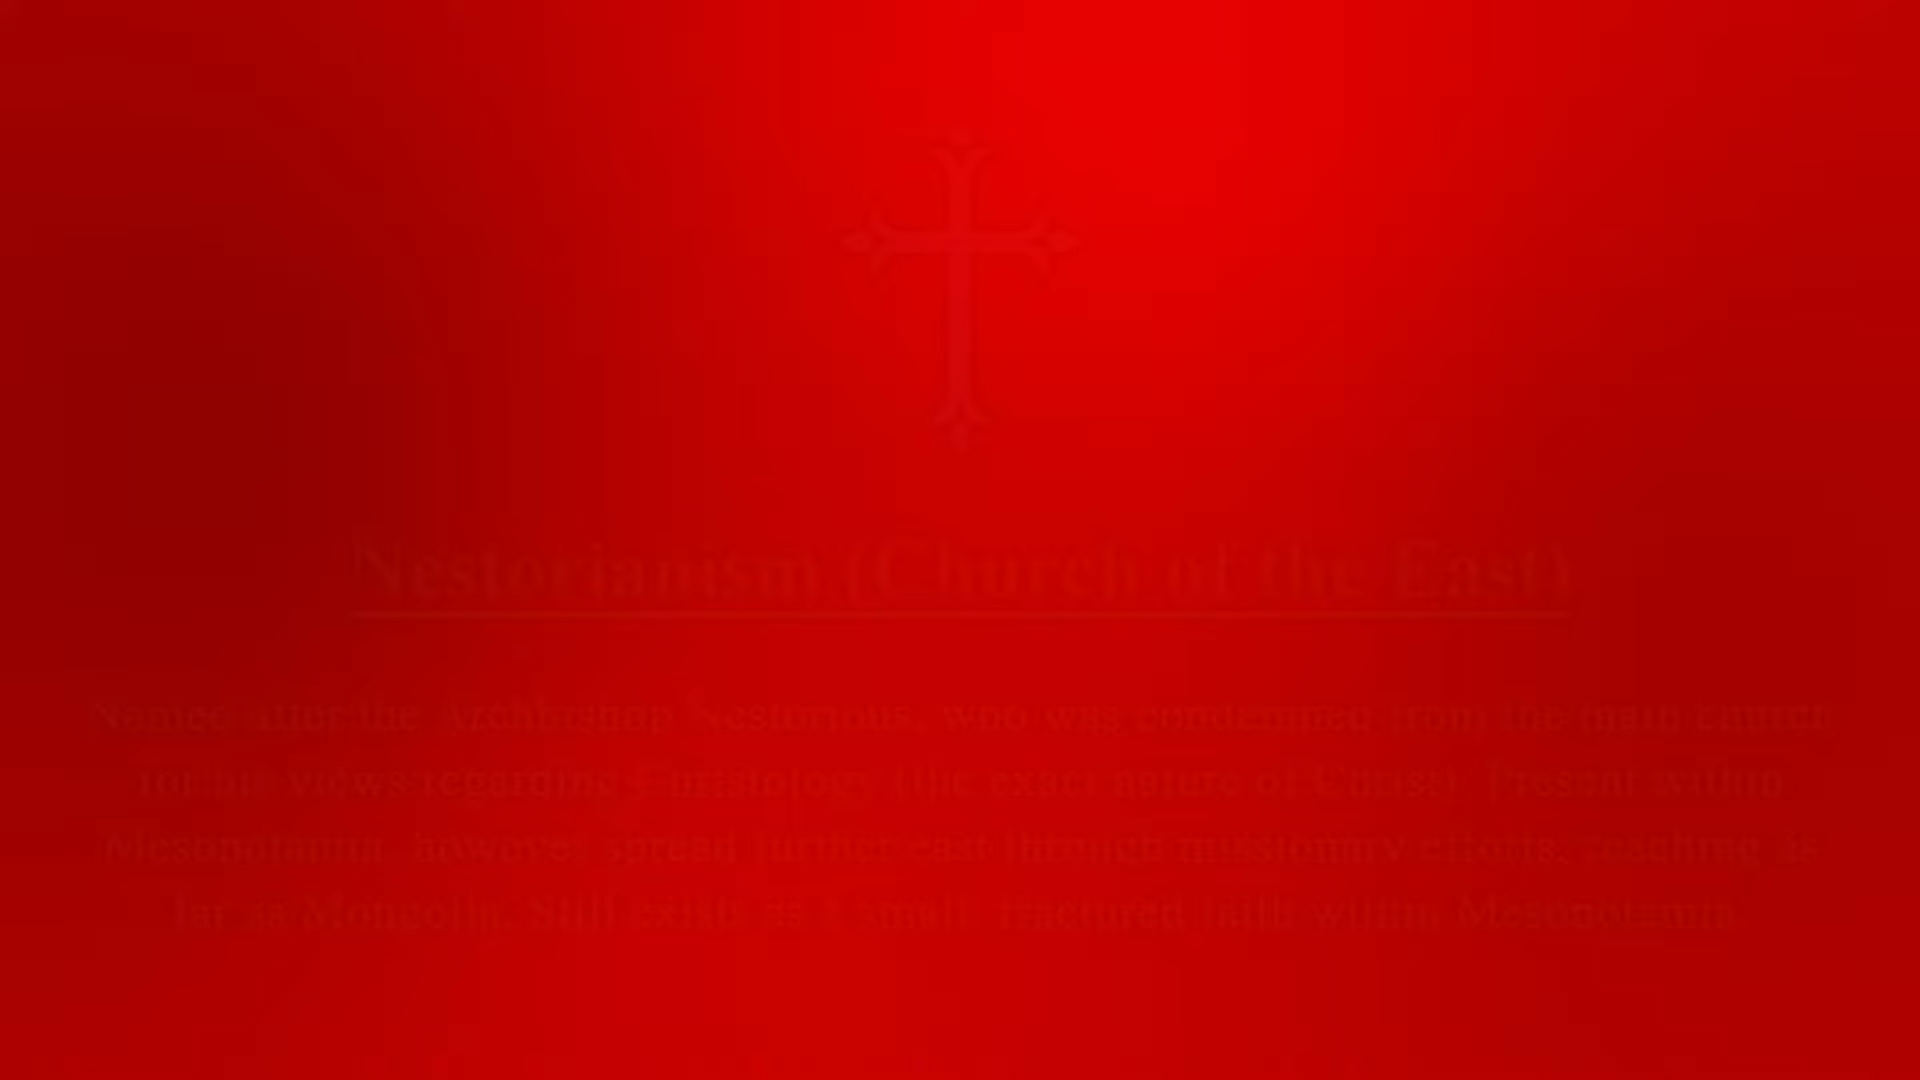 Nestorianism (Church of the East)
Named after the Archbishop Nestorious, who was condemned from the main church
for his views regarding Christology (the exact nature of Christ). Present within
Mesopotamia, however spread further east through missionary efforts, reaching as
far as Mongolia. Still exists as a small, fractured faith within Mesopotamia.